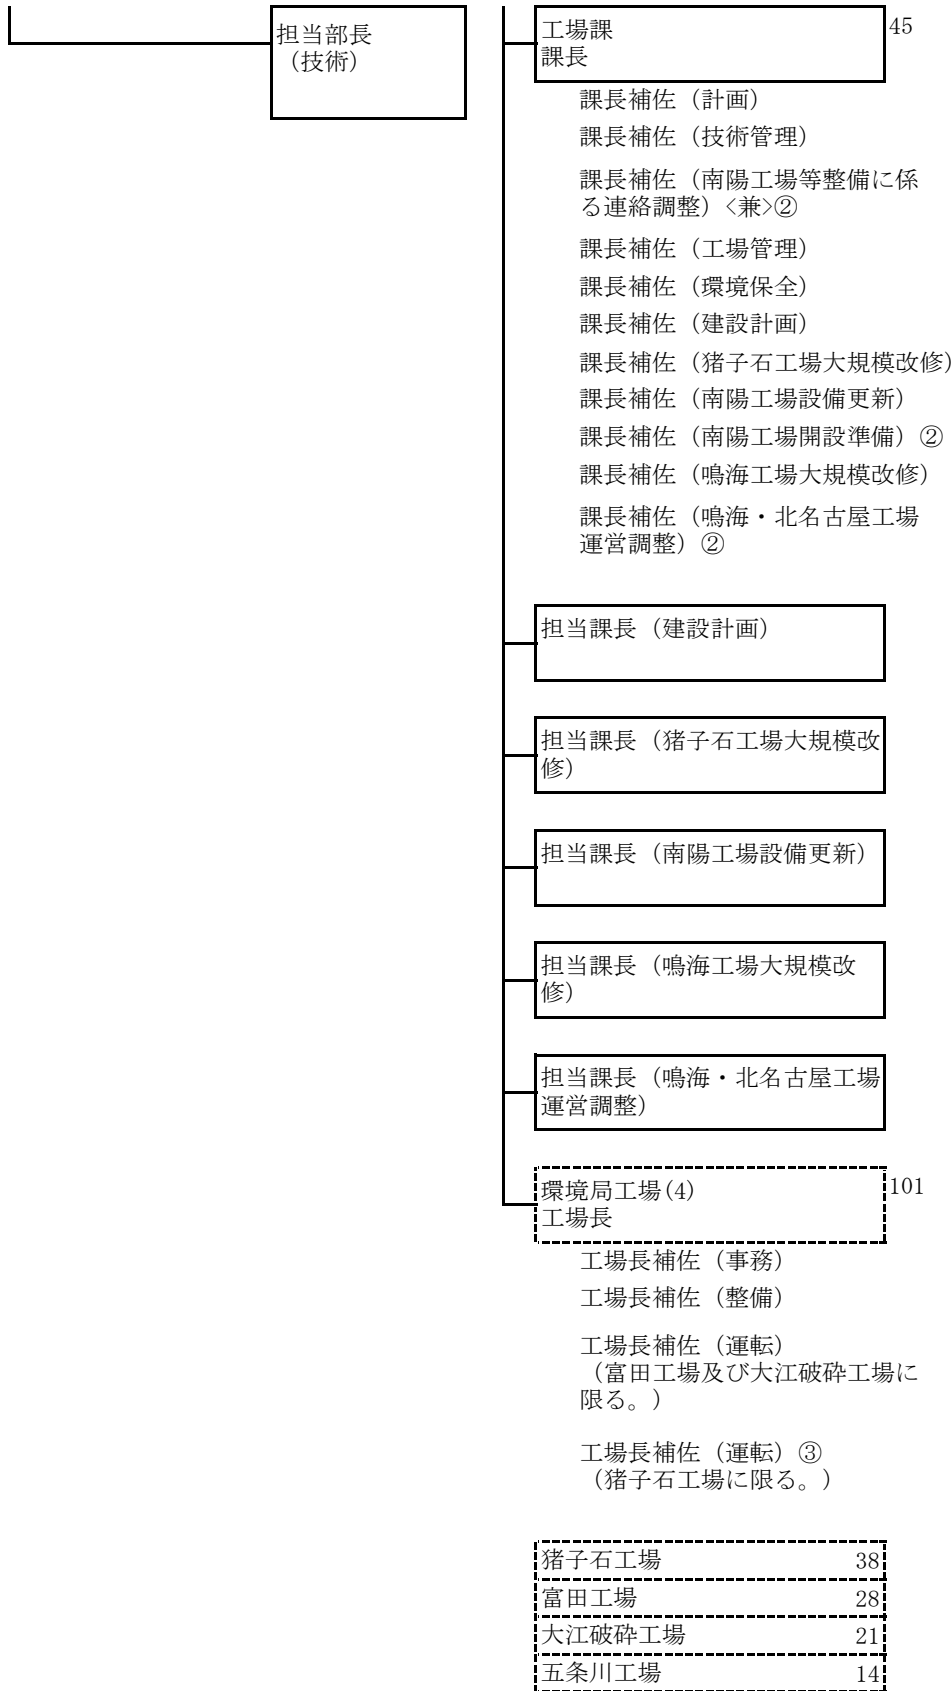 担当部長
（技術）
工場課
課長
45
課長補佐（計画）
課長補佐（技術管理）
課長補佐（南陽工場等整備に係
る連絡調整）<兼>②
課長補佐（工場管理）
課長補佐（環境保全）
課長補佐（建設計画）
課長補佐（猪子石工場大規模改修）
課長補佐（南陽工場設備更新）
課長補佐（南陽工場開設準備）②
課長補佐（鳴海工場大規模改修）
課長補佐（鳴海・北名古屋工場
運営調整）②
担当課長（建設計画）
担当課長（猪子石工場大規模改
修）
担当課長（南陽工場設備更新）
担当課長（鳴海工場大規模改
修）
担当課長（鳴海・北名古屋工場
運営調整）
環境局工場(4)
工場長
101
工場長補佐（事務）
工場長補佐（整備）
工場長補佐（運転）
（富田工場及び大江破砕工場に
限る。）
工場長補佐（運転）③
（猪子石工場に限る。）
猪子石工場 38
富田工場 28
大江破砕工場 21
五条川工場 14